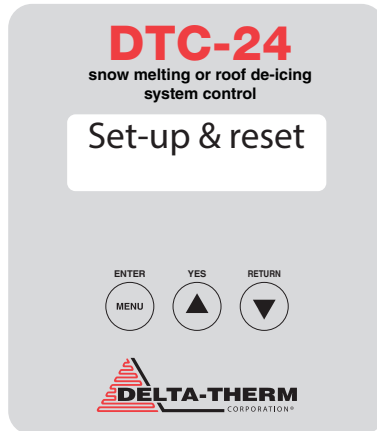 DTC-24
snow melting or roof de-icing
system control
Set-up & reset
ENTER YES RETURN
MENU
DELTA-THERM
CORPORATION®